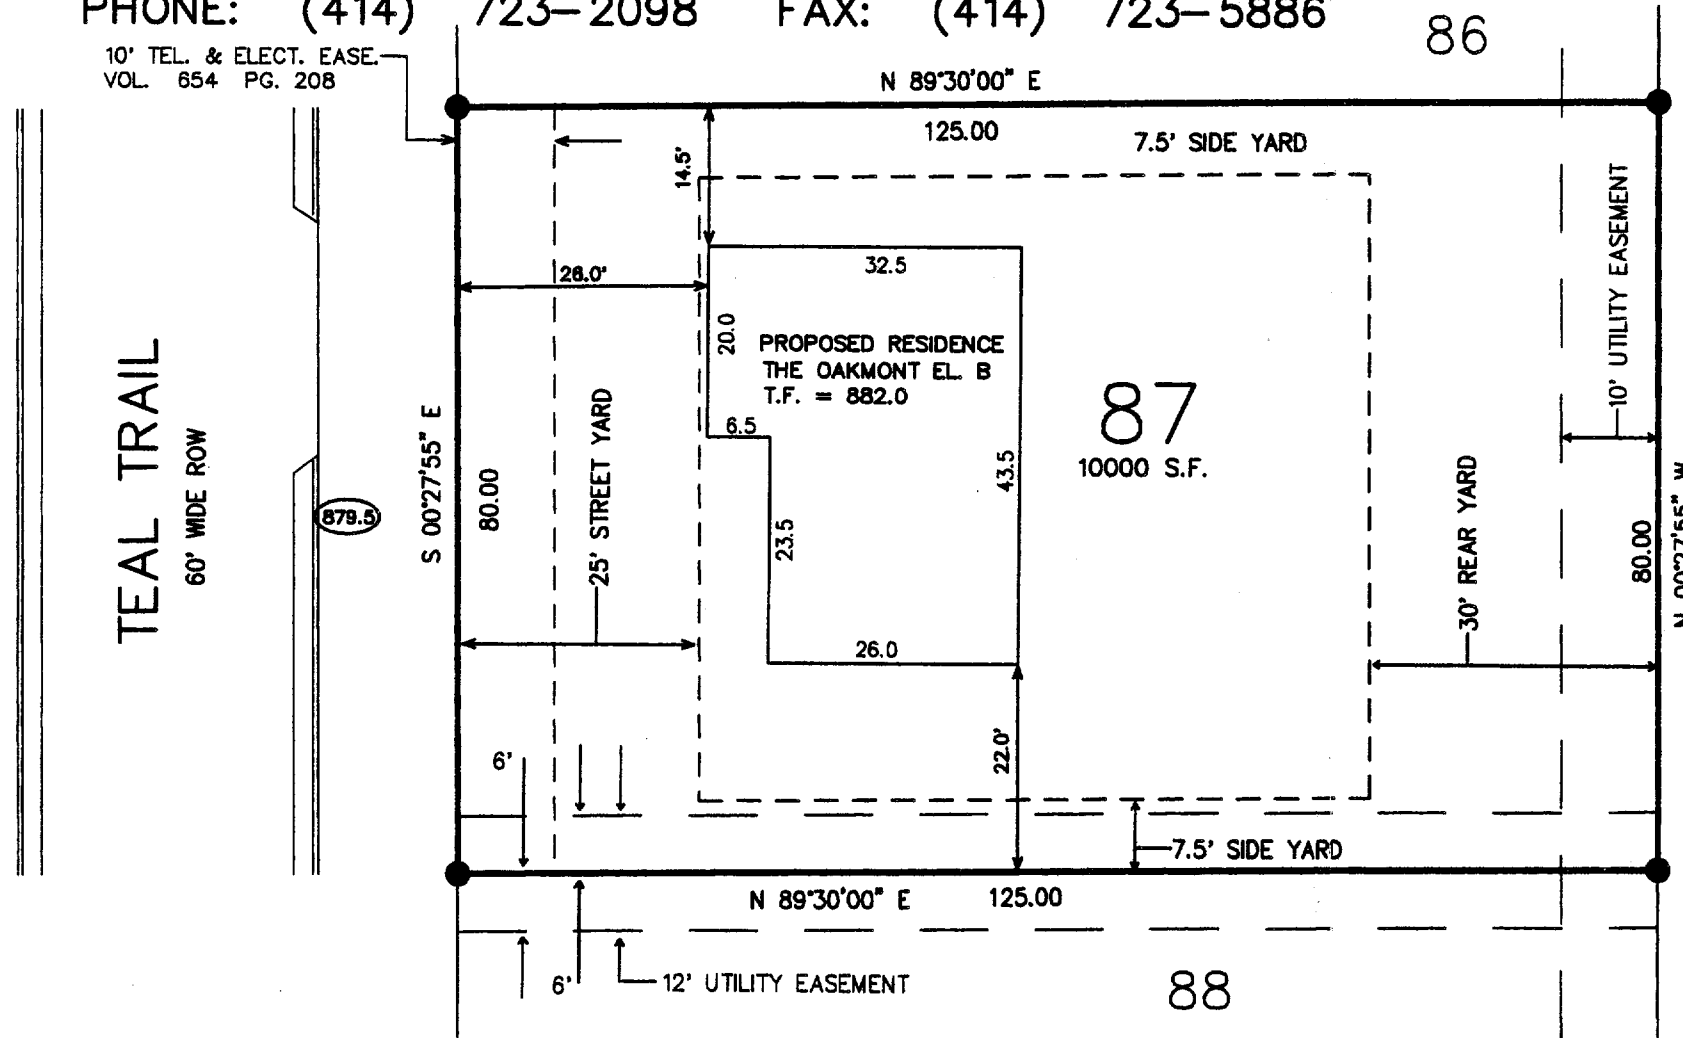 PHONE: (414) 723-2098 FAX: (414) 723-5886
86
10' TEL. & ELECT. EASE.
VOL. 654 PG. 208
N 89°30'00" E
125.00
7.5' SIDE YARD
14.5'
10' UTILITY EASEMENT
26.0'
32.5
20.0
PROPOSED RESIDENCE
THE OAKMONT EL. B
T.F. = 882.0
6.5
87
10000 S.F.
43.5
23.5
26.0
TEAL TRAIL
60' WIDE ROW
879.5
S 00°27'55" E
80.00
25' STREET YARD
30' REAR YARD
80.00
N 00°27'55" W
22.0'
6'
7.5' SIDE YARD
N 89°30'00" E 125.00
6'
12' UTILITY EASEMENT
88